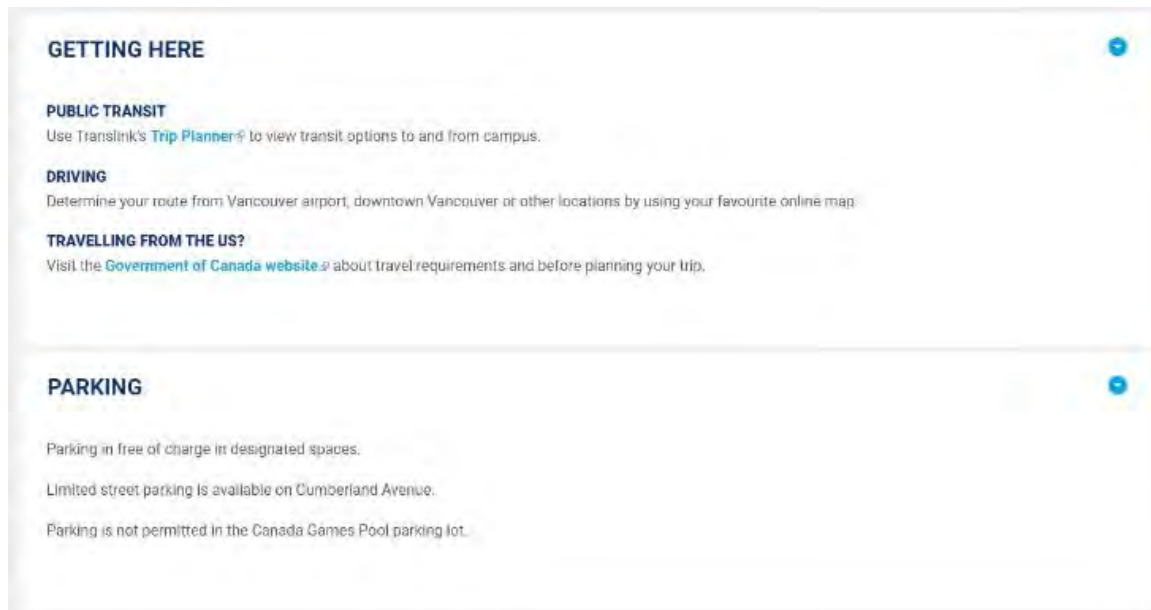 GETTING HERE
PUBLIC TRANSIT
Use Translink's Trip Planner to view transit options to and from campus.
DRIVING
Determine your route from Vancouver airport, downtown Vancouver or other locations by using your favourite online map.
TRAVELLING FROM THE US?
Visit the Government of Canada website about travel requirements and before planning your trip.
PARKING
Parking in free of charge in designated spaces.
Limited street parking is available on Cumberland Avenue.
Parking is not permitted in the Canada Games Pool parking lot.